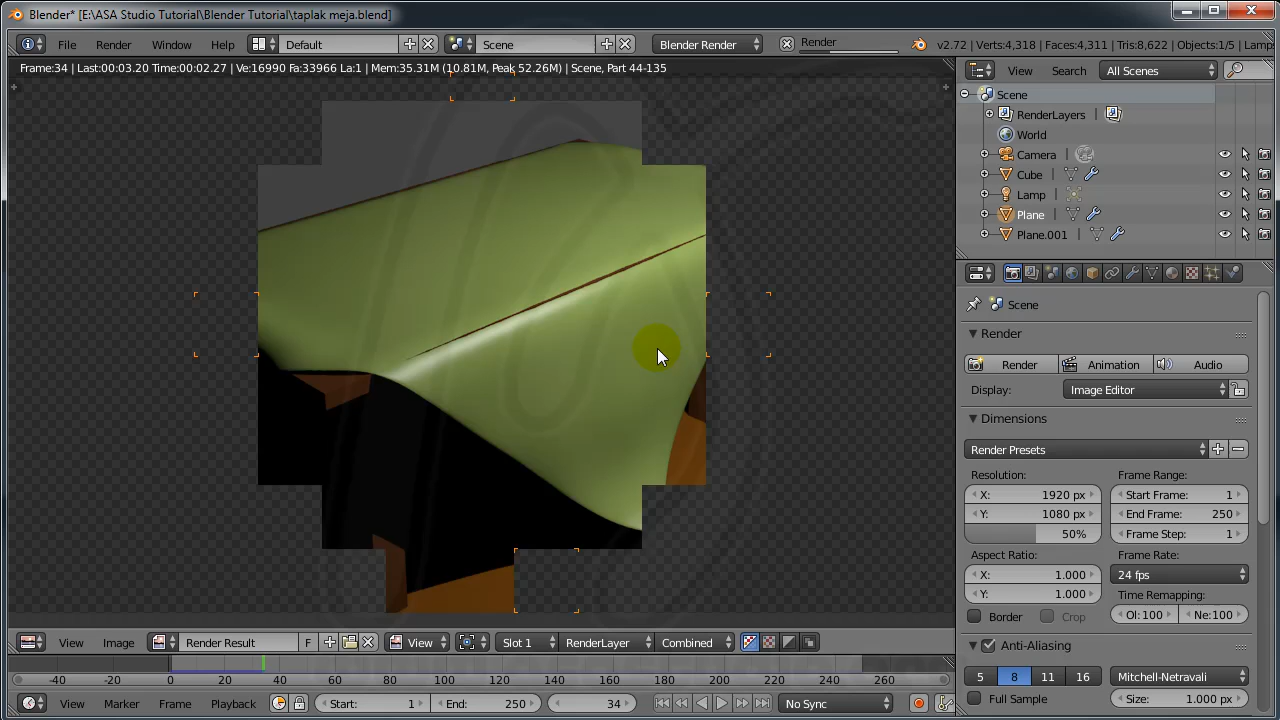 Blender* [E:\ASA Studio Tutorial\Blender Tutorial\taplak meja.blend]
File Render Window Help Default Scene Blender Render Render v2.72 | Verts:4,318 | Faces:4,311 | Tris:8,622 | Objects:1/5 | Lamps
Frame:34 | Last:00:03.20 Time:00:02.27 | Ve:16990 Fa:33966 La:1 | Mem:35.31M (10.81M, Peak 52.26M) | Scene, Part 44-135
View Search All Scenes
Scene
RenderLayers |
World
Camera
Cube |
Lamp |
Plane |
Plane.001 |
Scene
Render
Render Animation Audio
Display: Image Editor
Dimensions
Render Presets
Resolution: Frame Range:
X: 1920 px Start Frame: 1
Y: 1080 px End Frame: 250
50% Frame Step: 1
Aspect Ratio: Frame Rate:
X: 1.000 24 fps
Y: 1.000 Time Remapping:
Ol: 100 Ne:100
Border Crop
Anti-Aliasing
5 8 11 16 Mitchell-Netravali
Full Sample Size: 1.000 px
View Image Render Result F View Slot 1 RenderLayer Combined
-40 -20 0 20 40 60 80 100 120 140 160 180 200 220 240 260
View Marker Frame Playback Start: 1 End: 250 34 No Sync